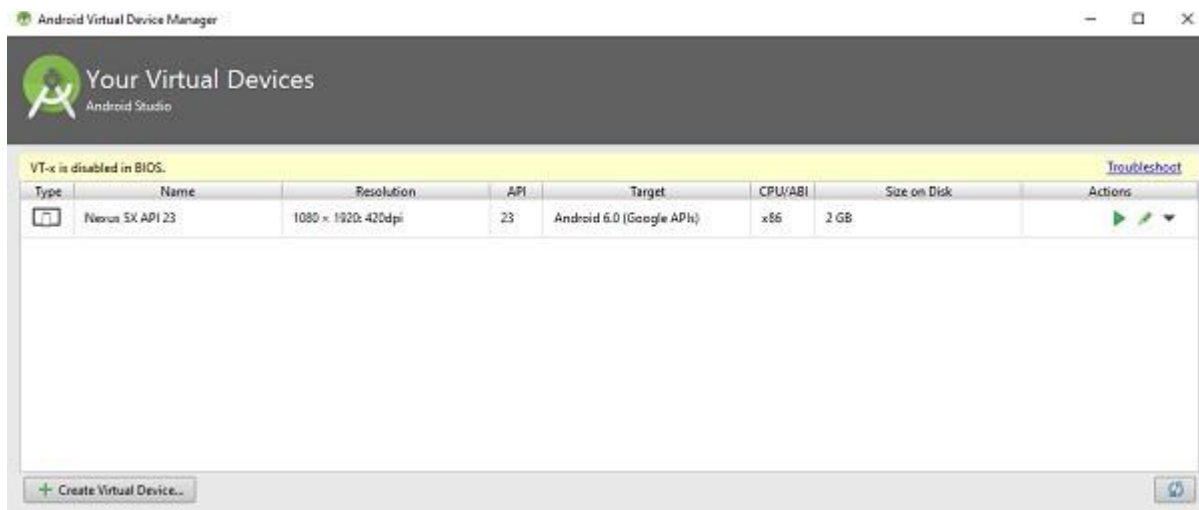 Android Virtual Device Manager
Your Virtual Devices
Android Studio
VT-x is disabled in BIOS. Troubleshoot
Type Name Resolution API Target CPU/ABI Size on Disk Actions
Nexus 5X API 23 1080 × 1920: 420dpi 23 Android 6.0 (Google APIs) x86 2 GB
Create Virtual Device...